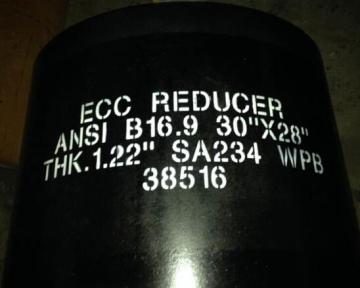 ECC REDUCER
ANSI B16.9 30"X28"
THK.1.22" SA234 WPB
38516